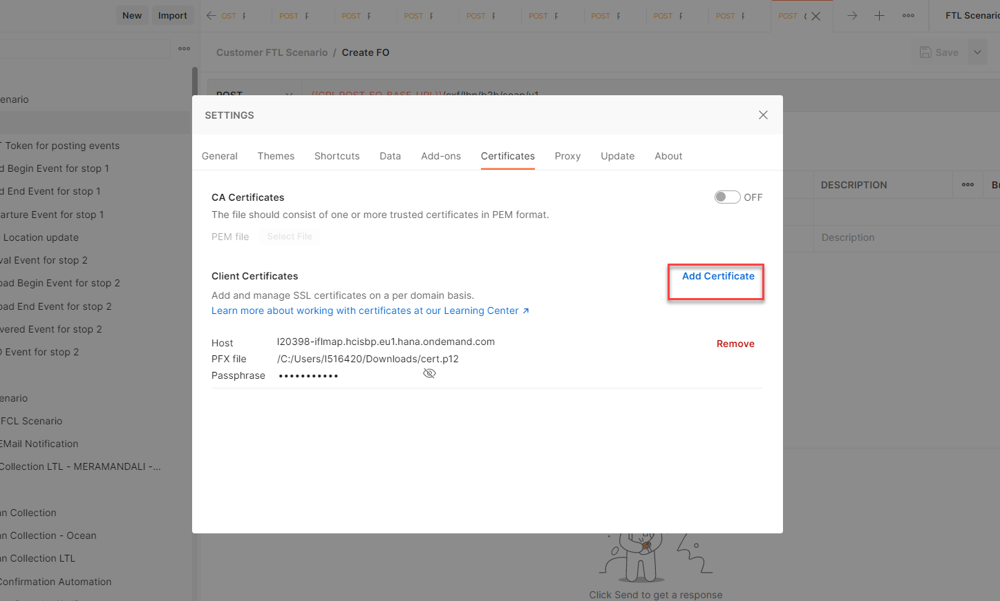 New Import OST POST POST POST POST POST POST POST POST POST FTL Scenario
Customer FTL Scenario / Create FO Save
enario
POST
SETTINGS
General Themes Shortcuts Data Add-ons Certificates Proxy Update About
T Token for posting events
d Begin Event for stop 1
d End Event for stop 1
arture Event for stop 1
Location update
val Event for stop 2
oad Begin Event for stop 2
oad End Event for stop 2
vered Event for stop 2
O Event for stop 2
enario
FCL Scenario
EMail Notification
Collection LTL - MERAMANDALI -...
an Collection
an Collection - Ocean
an Collection LTL
Confirmation Automation
CA Certificates OFF
The file should consist of one or more trusted certificates in PEM format.
PEM file Select File
Client Certificates Add Certificate
Add and manage SSL certificates on a per domain basis.
Learn more about working with certificates at our Learning Center ↗
Host l20398-iflmap.hcisbp.eu1.hana.ondemand.com Remove
PFX file /C:/Users/I516420/Downloads/cert.p12
Passphrase •••••••••••
DESCRIPTION
Description
Click Send to get a response